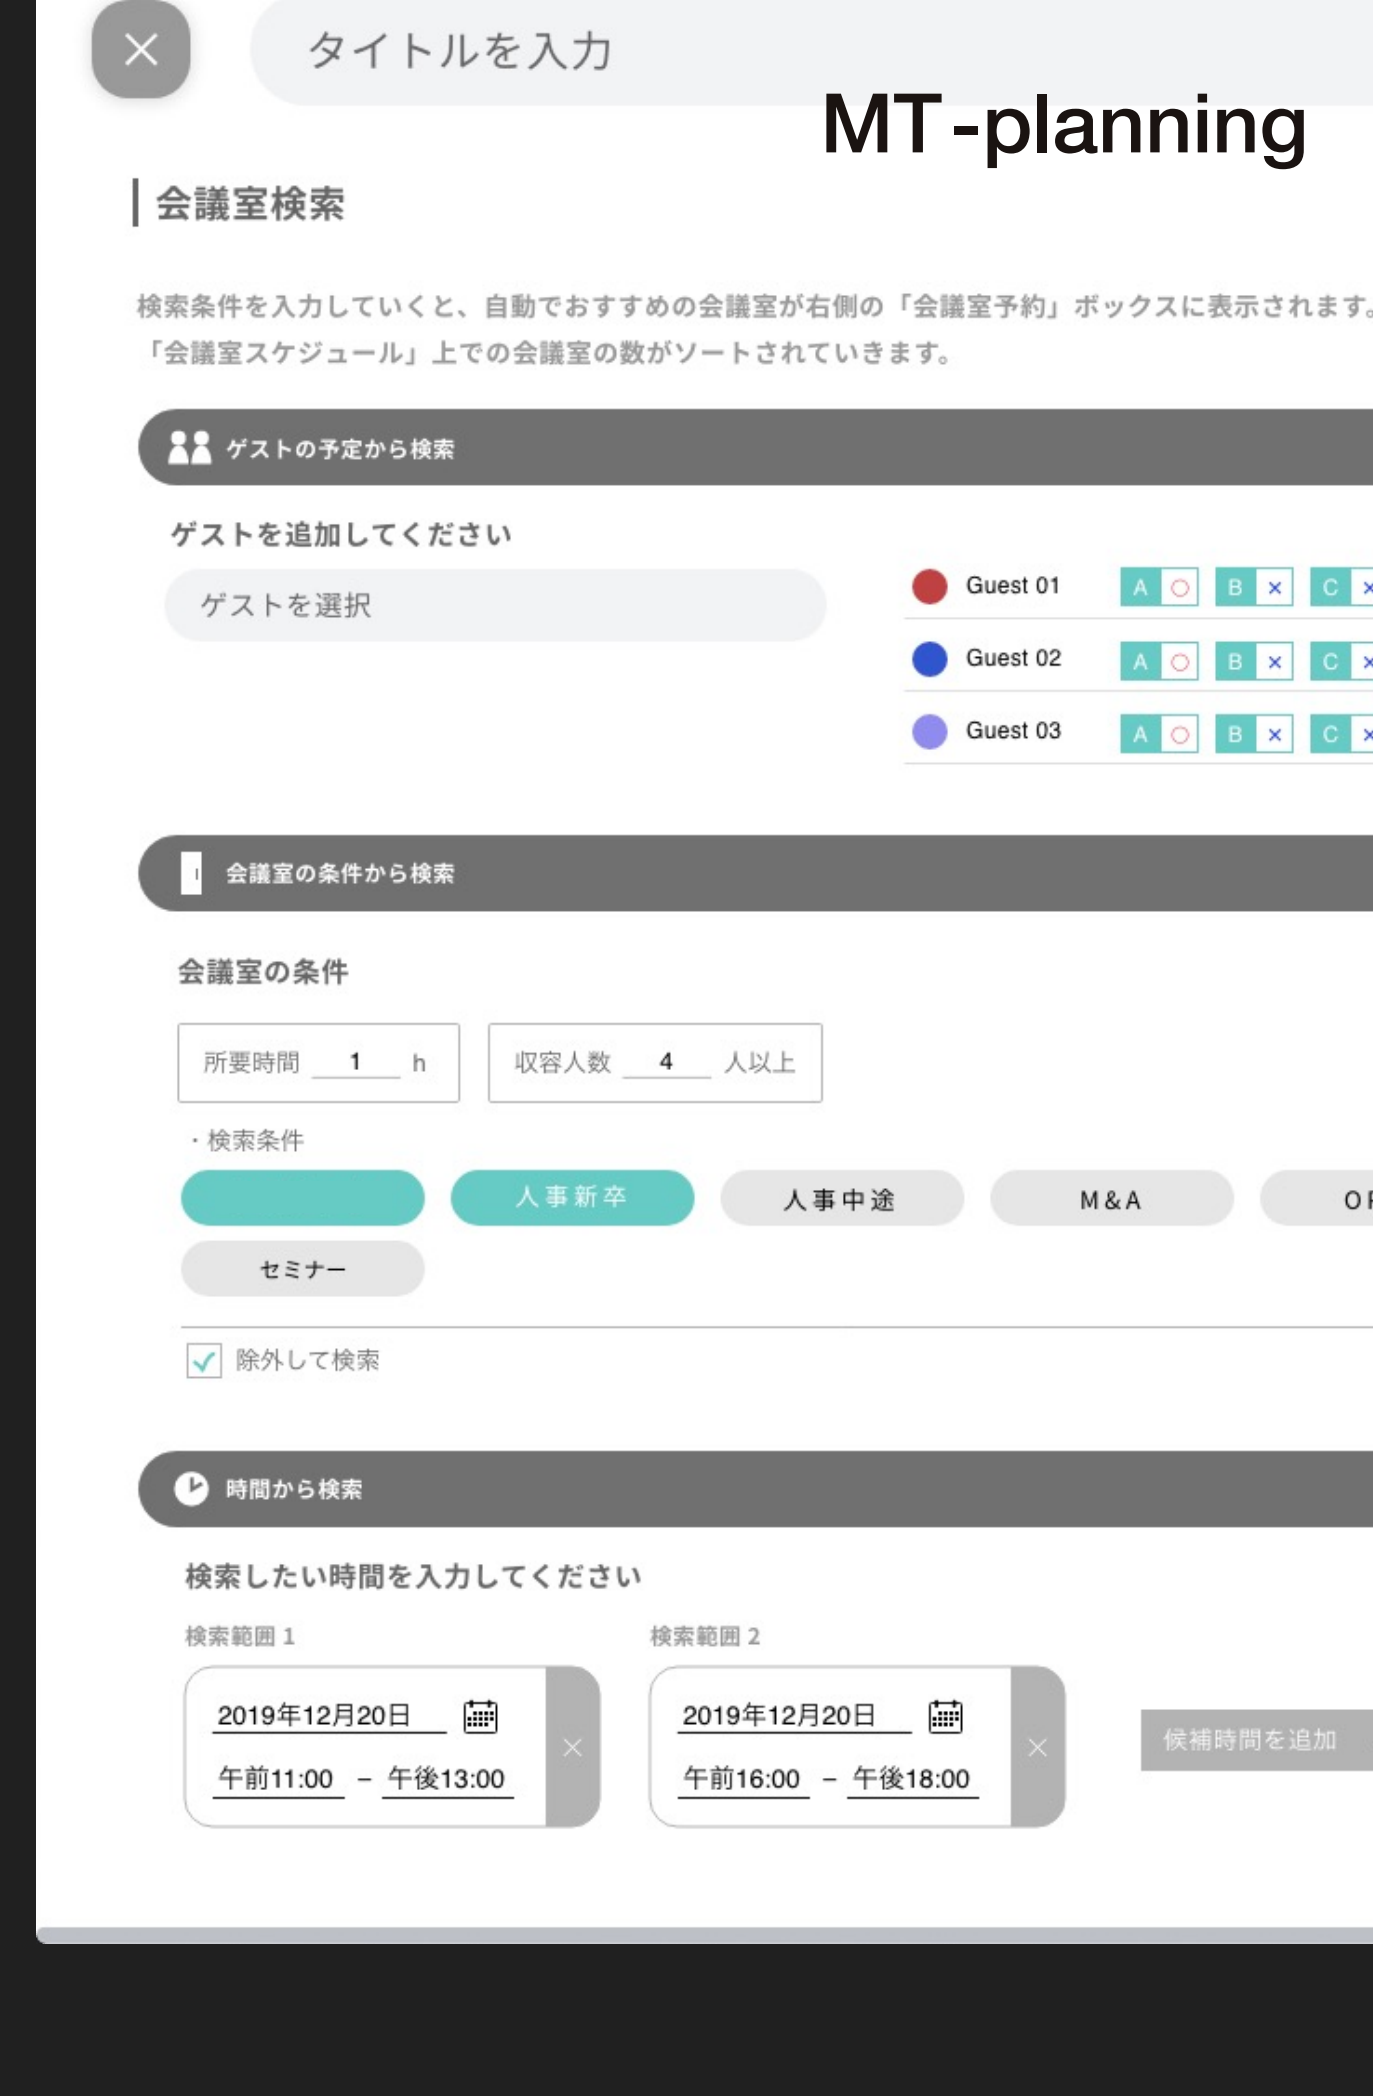 タイトルを入力
MT-planning
会議室検索
検索条件を入力していくと、自動でおすすめの会議室が右側の「会議室予約」ボックスに表示されます。
「会議室スケジュール」上での会議室の数がソートされていきます。
ゲストの予定から検索
ゲストを追加してください
ゲストを選択
Guest 01 A ○ B × C ×
Guest 02 A ○ B × C ×
Guest 03 A ○ B × C ×
会議室の条件から検索
会議室の条件
所要時間 1 h 収容人数 4 人以上
・検索条件
人事新卒 人事中途 M&A
セミナー
除外して検索
時間から検索
検索したい時間を入力してください
検索範囲 1 検索範囲 2
2019年12月20日 2019年12月20日
午前11:00 – 午後13:00 午前16:00 – 午後18:00
候補時間を追加